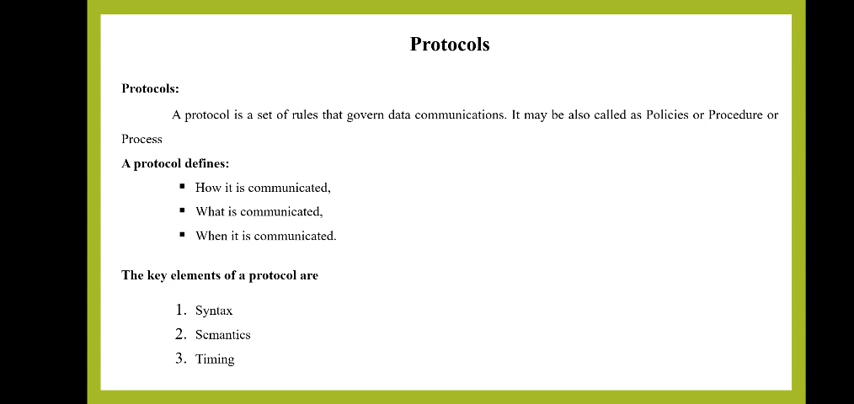 Protocols
Protocols:
A protocol is a set of rules that govern data communications. It may be also called as Policies or Procedure or
Process
A protocol defines:
▪ How it is communicated,
▪ What is communicated,
▪ When it is communicated.
The key elements of a protocol are
1. Syntax
2. Semantics
3. Timing